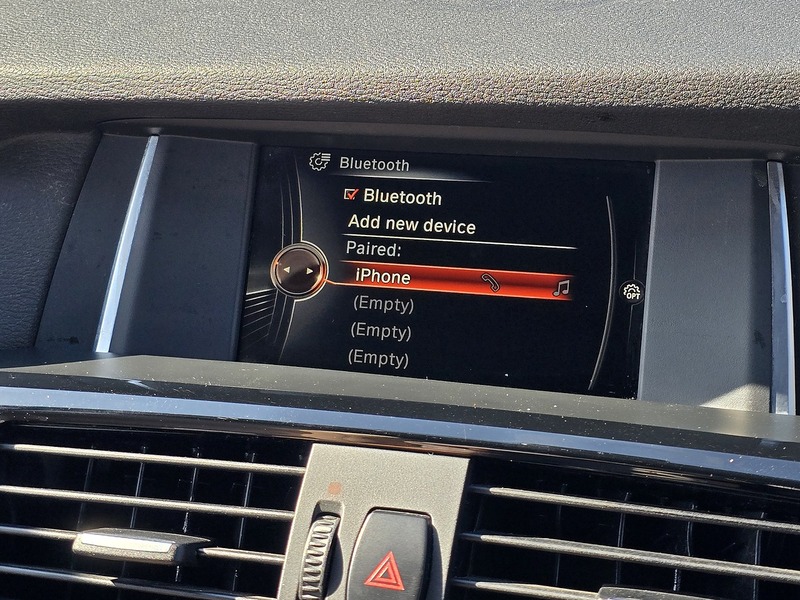 Bluetooth
Bluetooth
Add new device
Paired:
iPhone
(Empty)
OPT
(Empty)
(Empty)